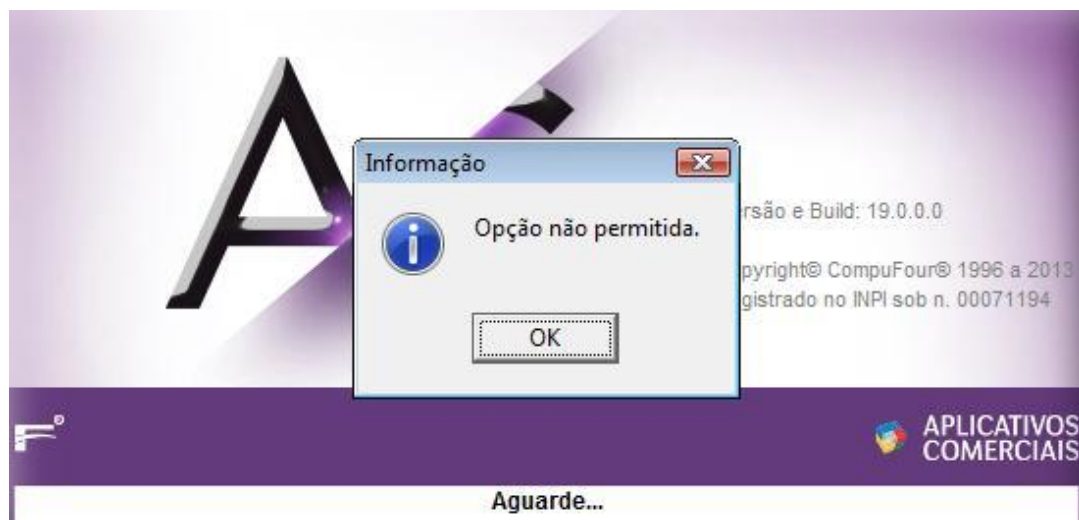 A
Informação
Opção não permitida.
rsão e Build: 19.0.0.0
pyright© CompuFour® 1996 a 2013
gistrado no INPI sob n. 00071194
OK
F®
APLICATIVOS
COMERCIAIS
Aguarde...